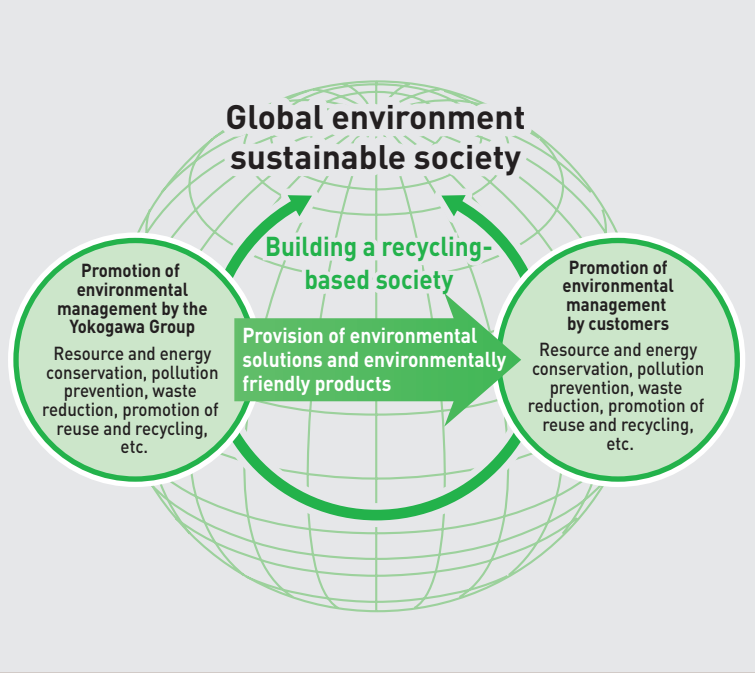 Global environment
sustainable society
Building a recycling-
based society
Promotion of
environmental
management by the
Yokogawa Group
Resource and energy
conservation, pollution
prevention, waste
reduction, promotion of
reuse and recycling,
etc.
Provision of environmental
solutions and environmentally
friendly products
Promotion of
environmental
management
by customers
Resource and energy
conservation, pollution
prevention, waste
reduction, promotion of
reuse and recycling,
etc.